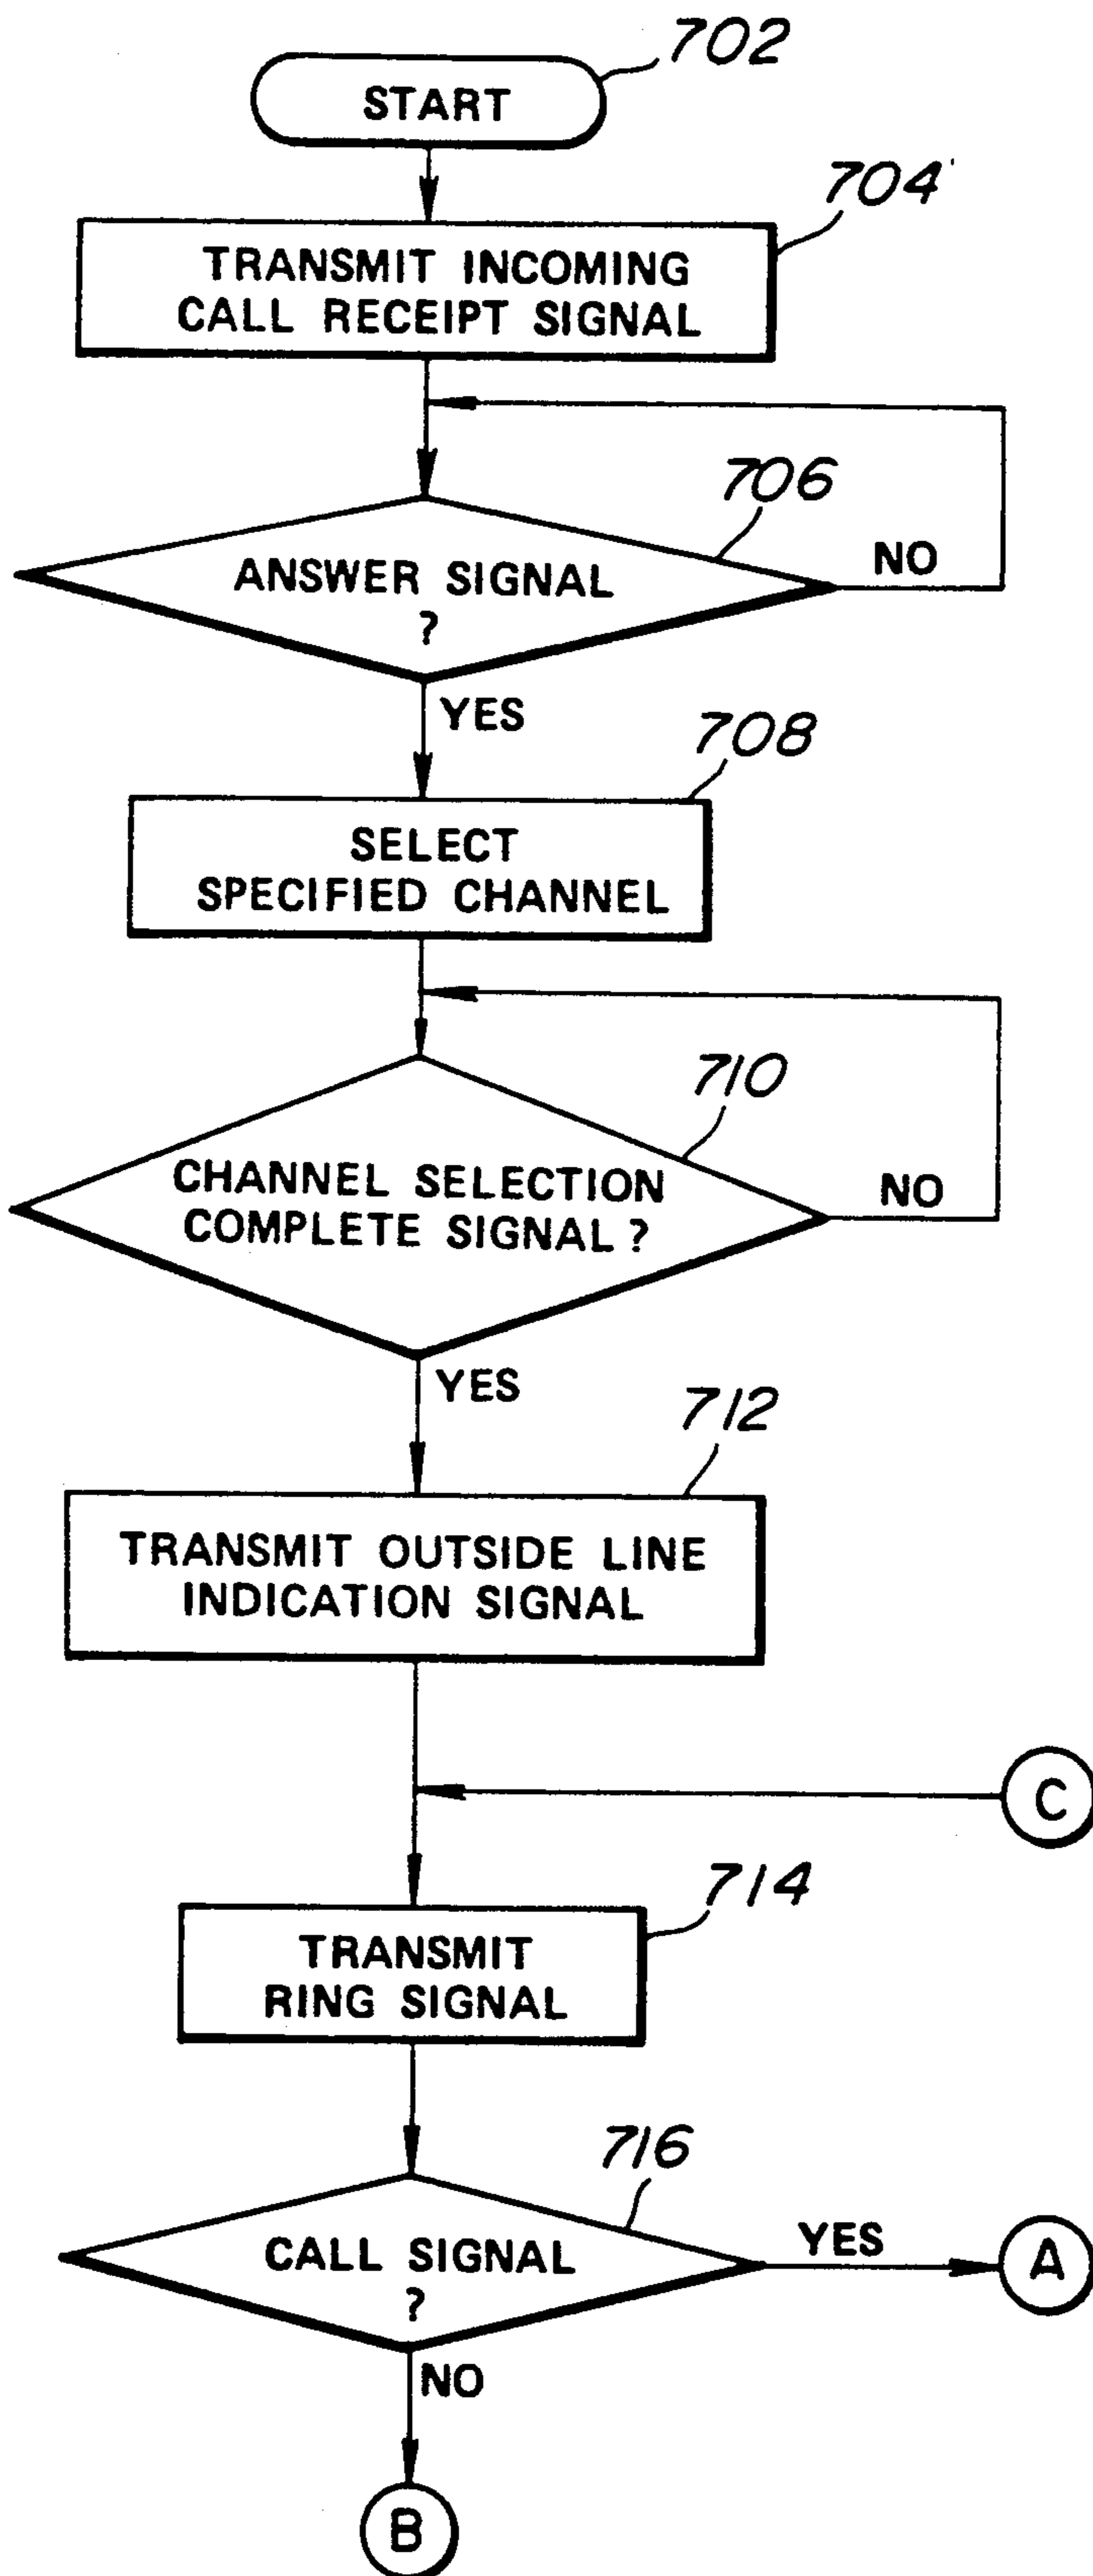 702
START
704
TRANSMIT INCOMING
CALL RECEIPT SIGNAL
706
ANSWER SIGNAL
?
NO
YES
708
SELECT
SPECIFIED CHANNEL
710
CHANNEL SELECTION
COMPLETE SIGNAL ?
NO
YES
712
TRANSMIT OUTSIDE LINE
INDICATION SIGNAL
C
714
TRANSMIT
RING SIGNAL
716
CALL SIGNAL
?
YES
A
NO
B